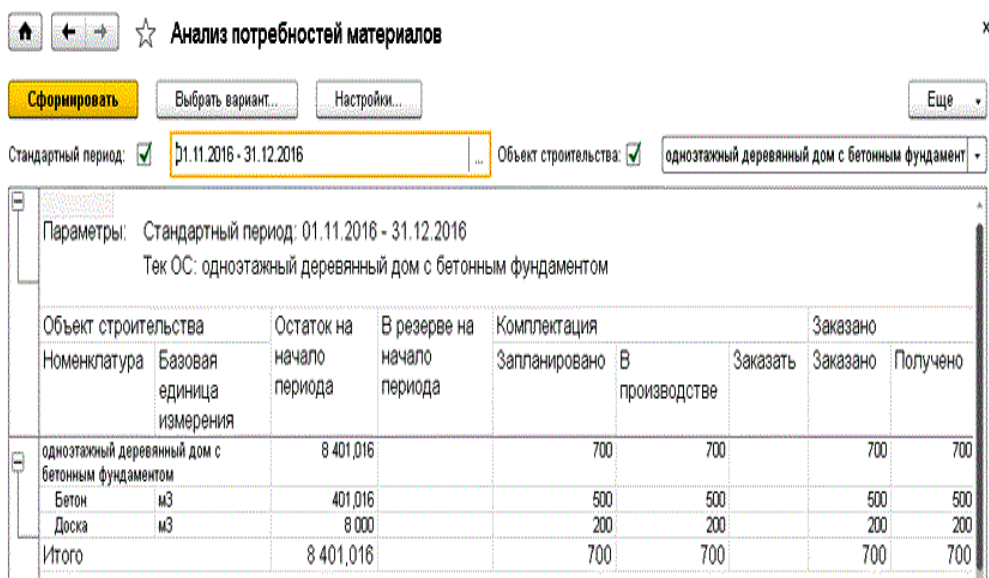 Анализ потребностей материалов
x
Сформировать Выбрать вариант... Настройки... Еще
Стандартный период: 01.11.2016 - 31.12.2016 ... Объект строительства: одноэтажный деревянный дом с бетонным фундамент
Параметры: Стандартный период: 01.11.2016 - 31.12.2016
Тек ОС: одноэтажный деревянный дом с бетонным фундаментом
Объект строительства Остаток на начало периода В резерве на начало периода Комплектация Заказано
Номенклатура Базовая единица измерения Запланировано В производстве Заказать Заказано Получено
одноэтажный деревянный дом с бетонным фундаментом 8 401,016 700 700 700 700
Бетон м3 401,016 500 500 500 500
Доска м3 8 000 200 200 200 200
Итого 8 401,016 700 700 700 700